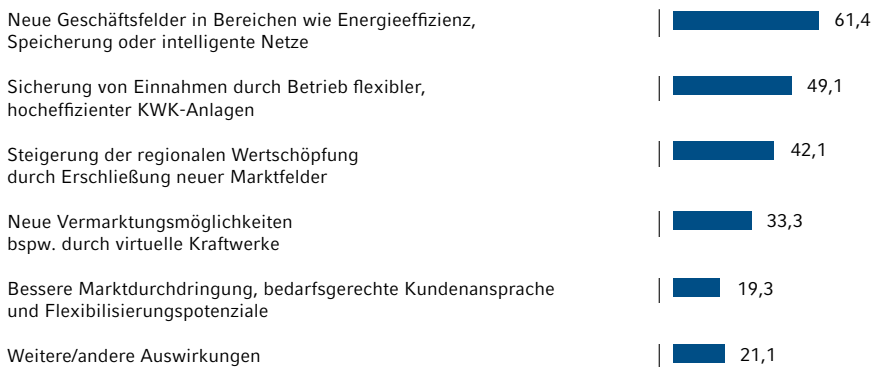 Neue Geschäftsfelder in Bereichen wie Energieeffizienz,
Speicherung oder intelligente Netze
61,4
Sicherung von Einnahmen durch Betrieb flexibler,
hocheffizienter KWK-Anlagen
49,1
Steigerung der regionalen Wertschöpfung
durch Erschließung neuer Marktfelder
42,1
Neue Vermarktungsmöglichkeiten
bspw. durch virtuelle Kraftwerke
33,3
Bessere Marktdurchdringung, bedarfsgerechte Kundenansprache
und Flexibilisierungspotenziale
19,3
Weitere/andere Auswirkungen
21,1